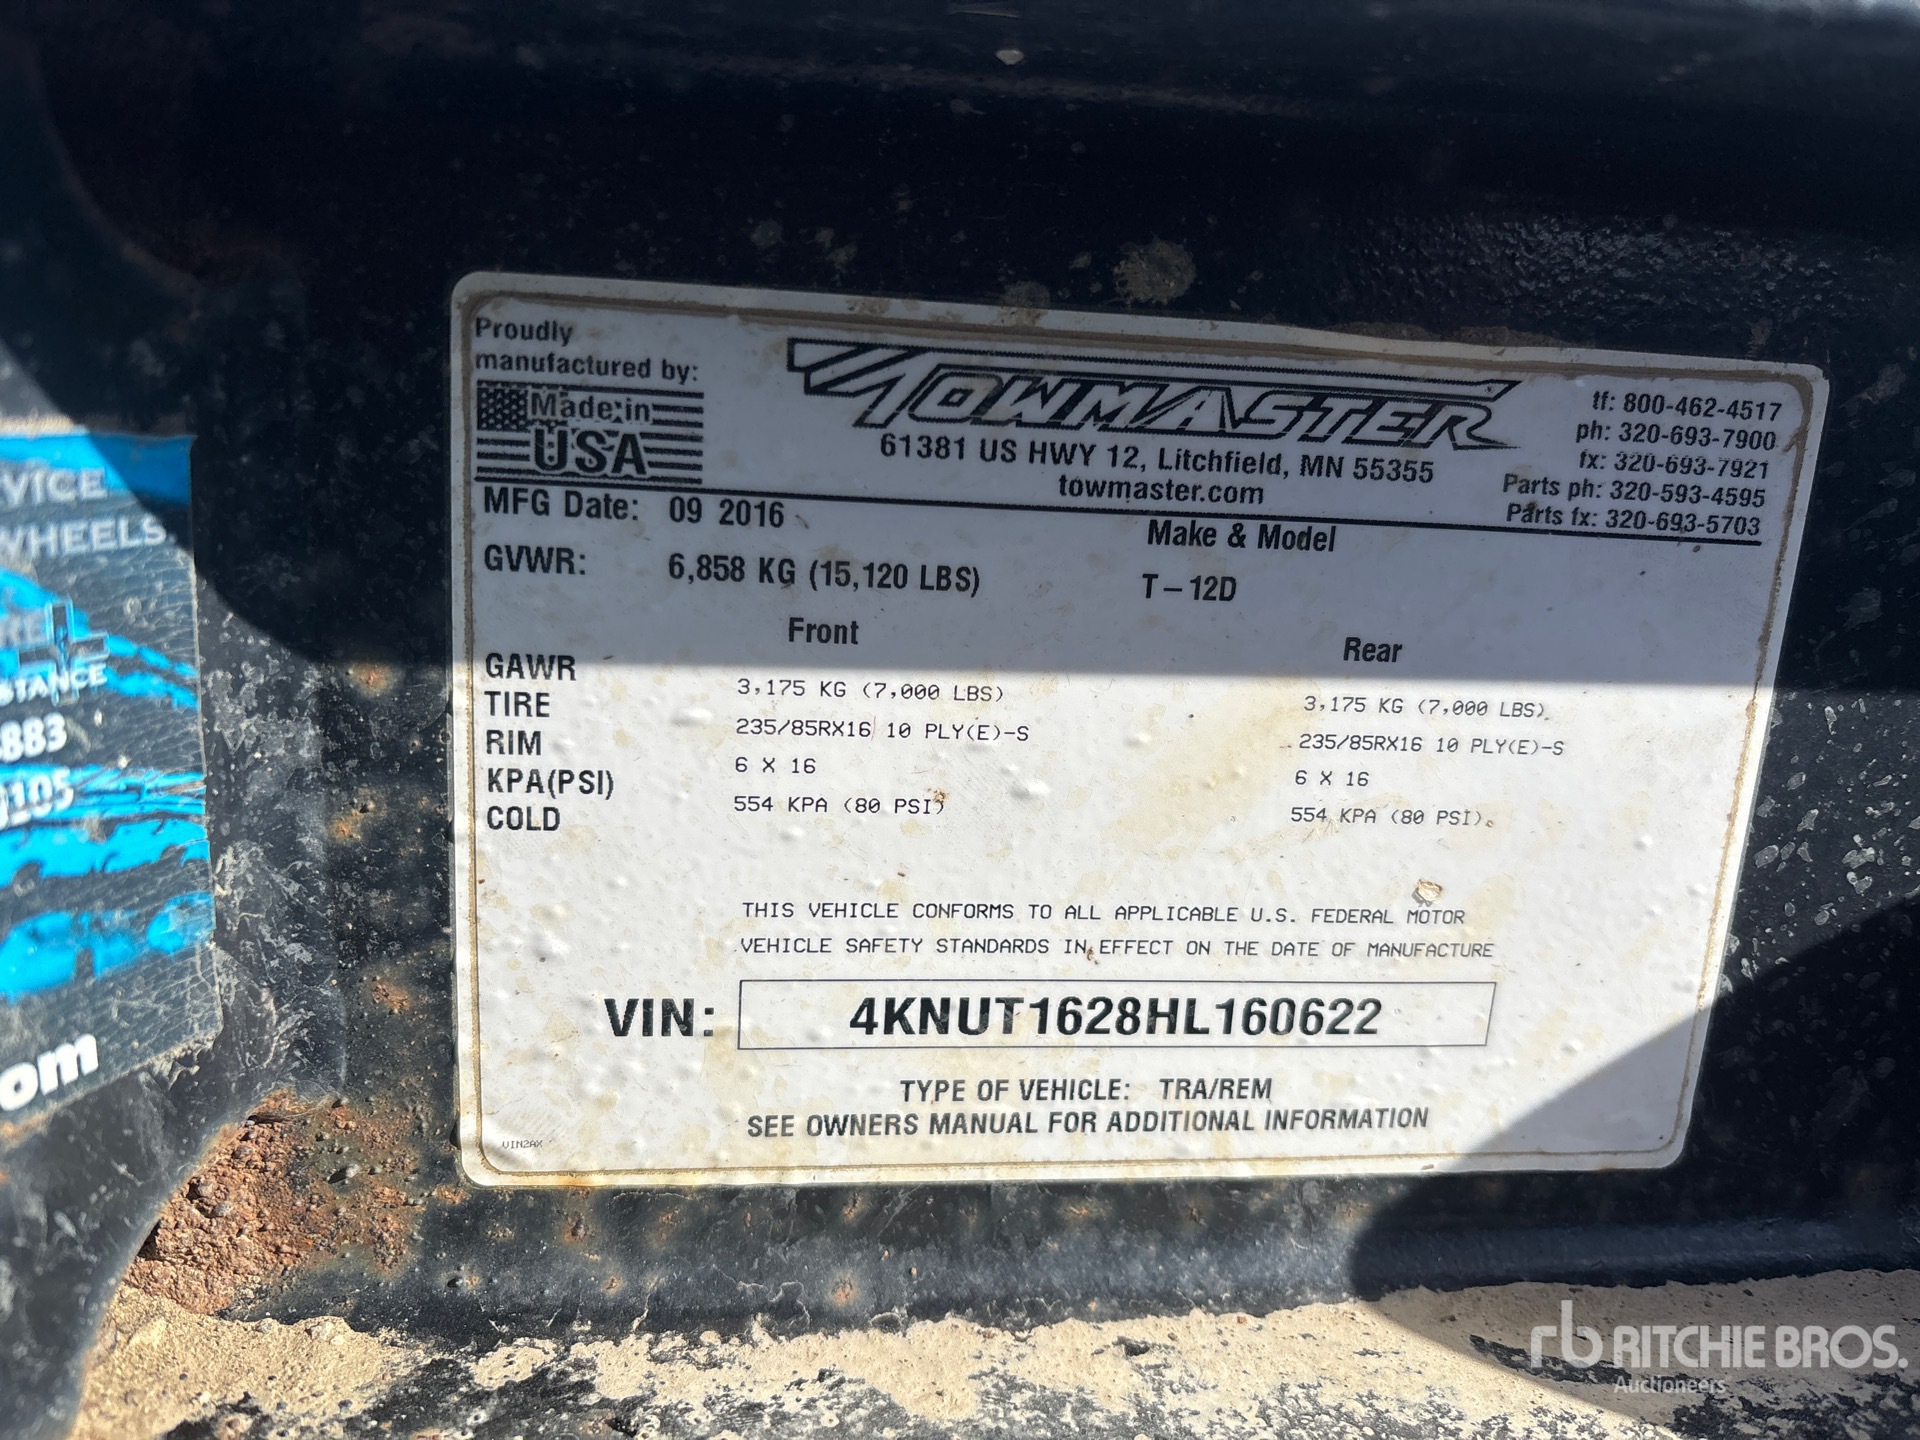 Proudly
manufactured by:
Made in
USA
TOWMASTER
61381 US HWY 12, Litchfield, MN 55355
towmaster.com
tf: 800-462-4517
ph: 320-693-7900
fx: 320-693-7921
Parts ph: 320-593-4595
Parts fx: 320-693-5703
MFG Date: 09 2016
Make & Model
GVWR: 6,858 KG (15,120 LBS) T-12D
Front Rear
GAWR 3,175 KG (7,000 LBS) 3,175 KG (7,000 LBS)
TIRE 235/85RX16 10 PLY(E)-S 235/85RX16 10 PLY(E)-S
RIM 6 X 16 6 X 16
KPA(PSI) 554 KPA (80 PSI) 554 KPA (80 PSI)
COLD
THIS VEHICLE CONFORMS TO ALL APPLICABLE U.S. FEDERAL MOTOR
VEHICLE SAFETY STANDARDS IN EFFECT ON THE DATE OF MANUFACTURE
VIN: 4KNUT1628HL160622
TYPE OF VEHICLE: TRA/REM
SEE OWNERS MANUAL FOR ADDITIONAL INFORMATION
VIN2AX
VICE
WHEELS
STANCE
883
105
om
rb RITCHIE BROS.
Auctioneers